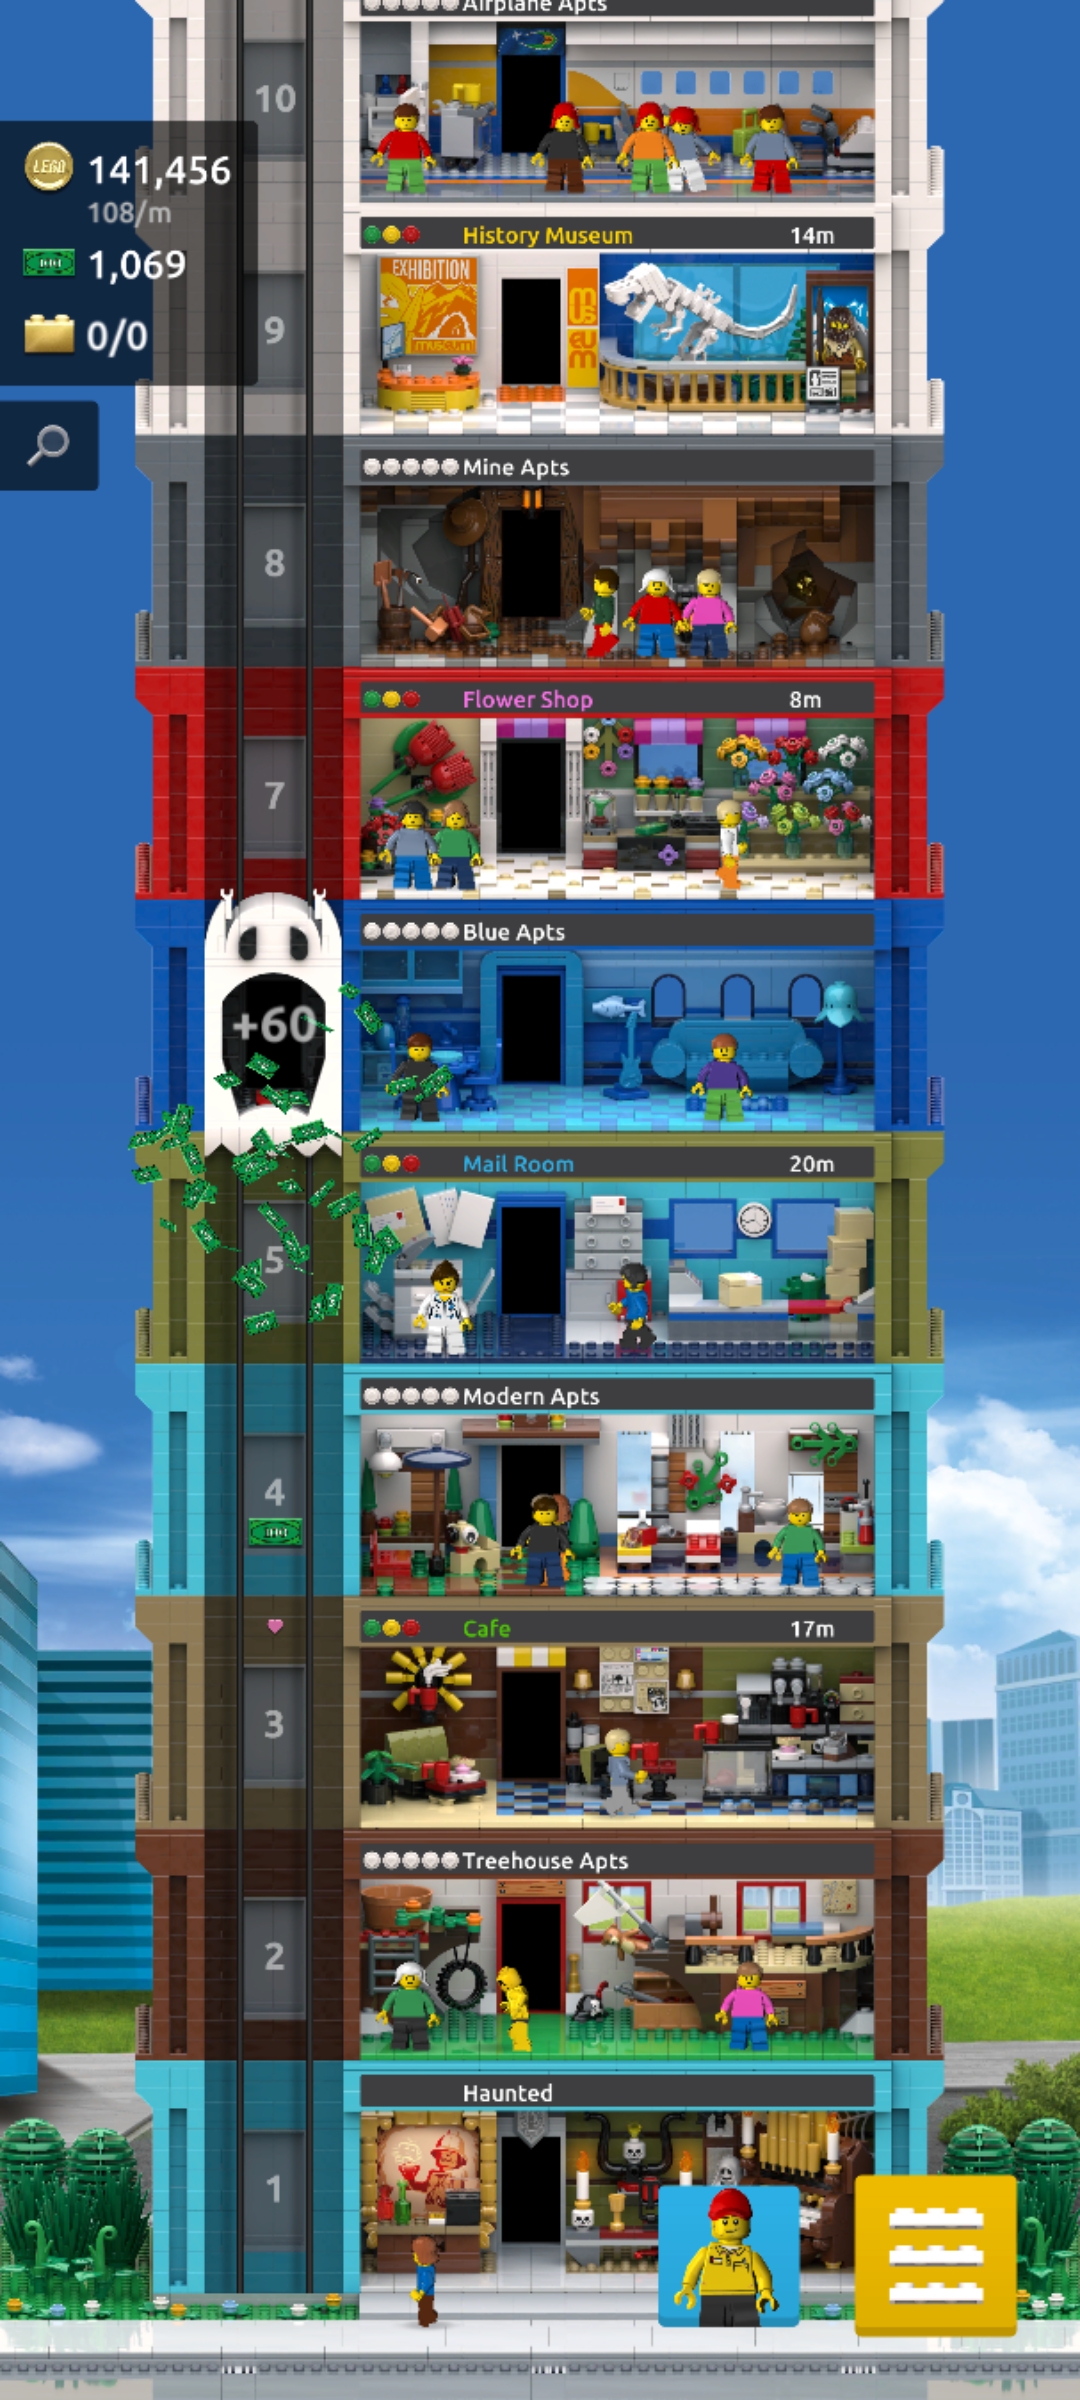 Airplane Apts
10
LEGO
141,456
108/m
1,069
0/0
History Museum 14m
EXHIBITION
museum
MUSEUM
9
Mine Apts
8
Flower Shop 8m
7
Blue Apts
+60
Mail Room 20m
5
Modern Apts
4
Cafe 17m
3
Treehouse Apts
2
Haunted
1